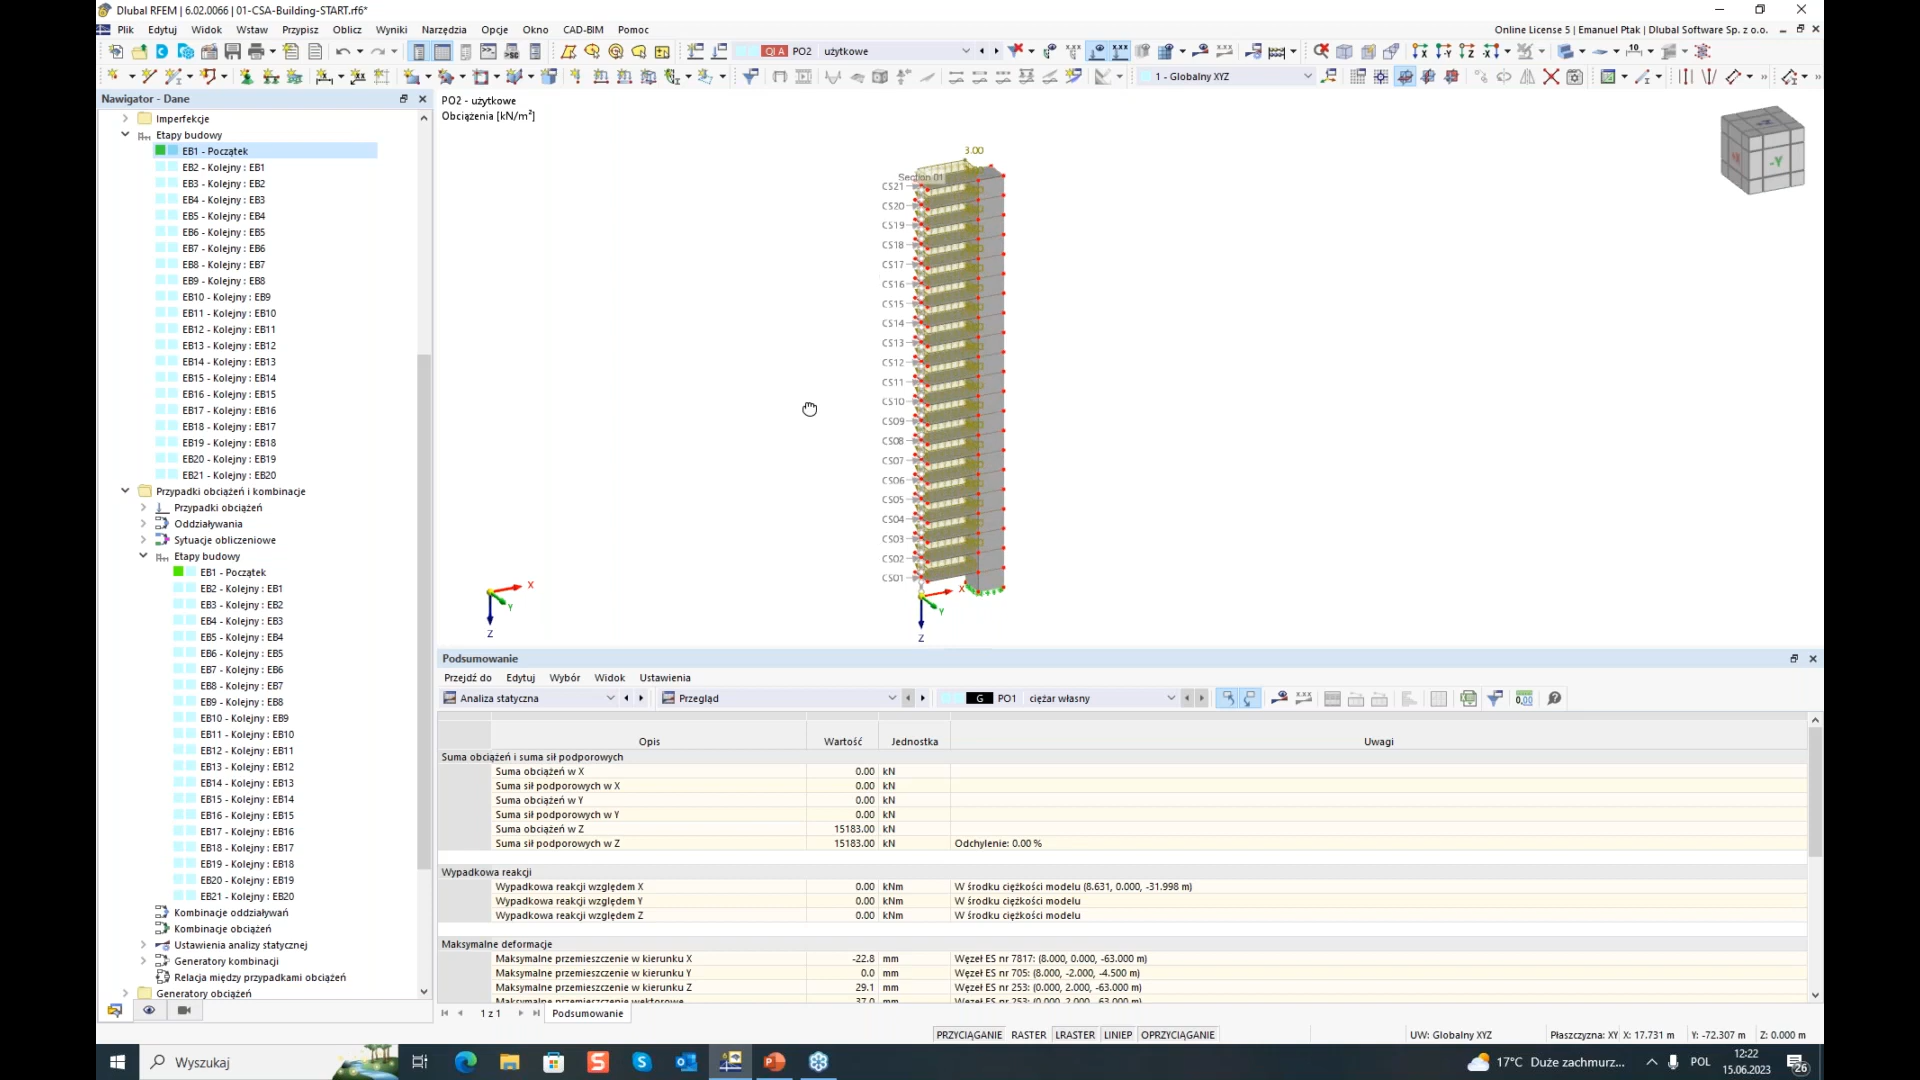 Dlubal RFEM | 6.02.0066 | 01-CSA-Building-START.rf6*
Plik Edytuj Widok Wstaw Przypisz Oblicz Wyniki Narzędzia Opcje Okno CAD-BIM Pomoc
Online License 5 | Emanuel Ptak | Dlubal Software Sp. z o.o.
QI A PO2 użytkowe
1 - Globalny XYZ
Nawigator - Dane
Imperfekcje
Etapy budowy
EB1 - Początek
EB2 - Kolejny : EB1
EB3 - Kolejny : EB2
EB4 - Kolejny : EB3
EB5 - Kolejny : EB4
EB6 - Kolejny : EB5
EB7 - Kolejny : EB6
EB8 - Kolejny : EB7
EB9 - Kolejny : EB8
EB10 - Kolejny : EB9
EB11 - Kolejny : EB10
EB12 - Kolejny : EB11
EB13 - Kolejny : EB12
EB14 - Kolejny : EB13
EB15 - Kolejny : EB14
EB16 - Kolejny : EB15
EB17 - Kolejny : EB16
EB18 - Kolejny : EB17
EB19 - Kolejny : EB18
EB20 - Kolejny : EB19
EB21 - Kolejny : EB20
Przypadki obciążeń i kombinacje
Przypadki obciążeń
Oddziaływania
Sytuacje obliczeniowe
Etapy budowy
EB1 - Początek
EB2 - Kolejny : EB1
EB3 - Kolejny : EB2
EB4 - Kolejny : EB3
EB5 - Kolejny : EB4
EB6 - Kolejny : EB5
EB7 - Kolejny : EB6
EB8 - Kolejny : EB7
EB9 - Kolejny : EB8
EB10 - Kolejny : EB9
EB11 - Kolejny : EB10
EB12 - Kolejny : EB11
EB13 - Kolejny : EB12
EB14 - Kolejny : EB13
EB15 - Kolejny : EB14
EB16 - Kolejny : EB15
EB17 - Kolejny : EB16
EB18 - Kolejny : EB17
EB19 - Kolejny : EB18
EB20 - Kolejny : EB19
EB21 - Kolejny : EB20
Kombinacje oddziaływań
Kombinacje obciążeń
Ustawienia analizy statycznej
Generatory kombinacji
Relacja między przypadkami obciążeń
Generatory obciążeń
PO2 - użytkowe
Obciążenia [kN/m²]
3.00
Section 01
CS21
CS20
CS19
CS18
CS17
CS16
CS15
CS14
CS13
CS12
CS11
CS10
CS09
CS08
CS07
CS06
CS05
CS04
CS03
CS02
CS01
X
Y
Z
X
Y
Z
-Y
Podsumowanie
Przejdź do Edytuj Wybór Widok Ustawienia
Analiza statyczna Przegląd G PO1 ciężar własny
Opis Wartość Jednostka Uwagi
Suma obciążeń i suma sił podporowych
Suma obciążeń w X 0.00 kN
Suma sił podporowych w X 0.00 kN
Suma obciążeń w Y 0.00 kN
Suma sił podporowych w Y 0.00 kN
Suma obciążeń w Z 15183.00 kN
Suma sił podporowych w Z 15183.00 kN Odchylenie: 0.00 %
Wypadkowa reakcji
Wypadkowa reakcji względem X 0.00 kNm W środku ciężkości modelu (8.631, 0.000, -31.998 m)
Wypadkowa reakcji względem Y 0.00 kNm W środku ciężkości modelu
Wypadkowa reakcji względem Z 0.00 kNm W środku ciężkości modelu
Maksymalne deformacje
Maksymalne przemieszczenie w kierunku X -22.8 mm Węzeł ES nr 7817: (8.000, 0.000, -63.000 m)
Maksymalne przemieszczenie w kierunku Y 0.0 mm Węzeł ES nr 705: (8.000, -2.000, -4.500 m)
Maksymalne przemieszczenie w kierunku Z 29.1 mm Węzeł ES nr 253: (0.000, 2.000, -63.000 m)
Maksymalne przemieszczenie wektorowe 37.0 mm Węzeł ES nr 253: (0.000, 2.000, -63.000 m)
1 z 1 Podsumowanie
PRZYCIĄGANIE RASTER LRASTER LINIEP OPRZYCIĄGANIE
UW: Globalny XYZ Płaszczyzna: XY X: 17.731 m Y: -72.307 m Z: 0.000 m
Wyszukaj
17°C Duże zachmurz... POL
12:22
15.06.2023
26